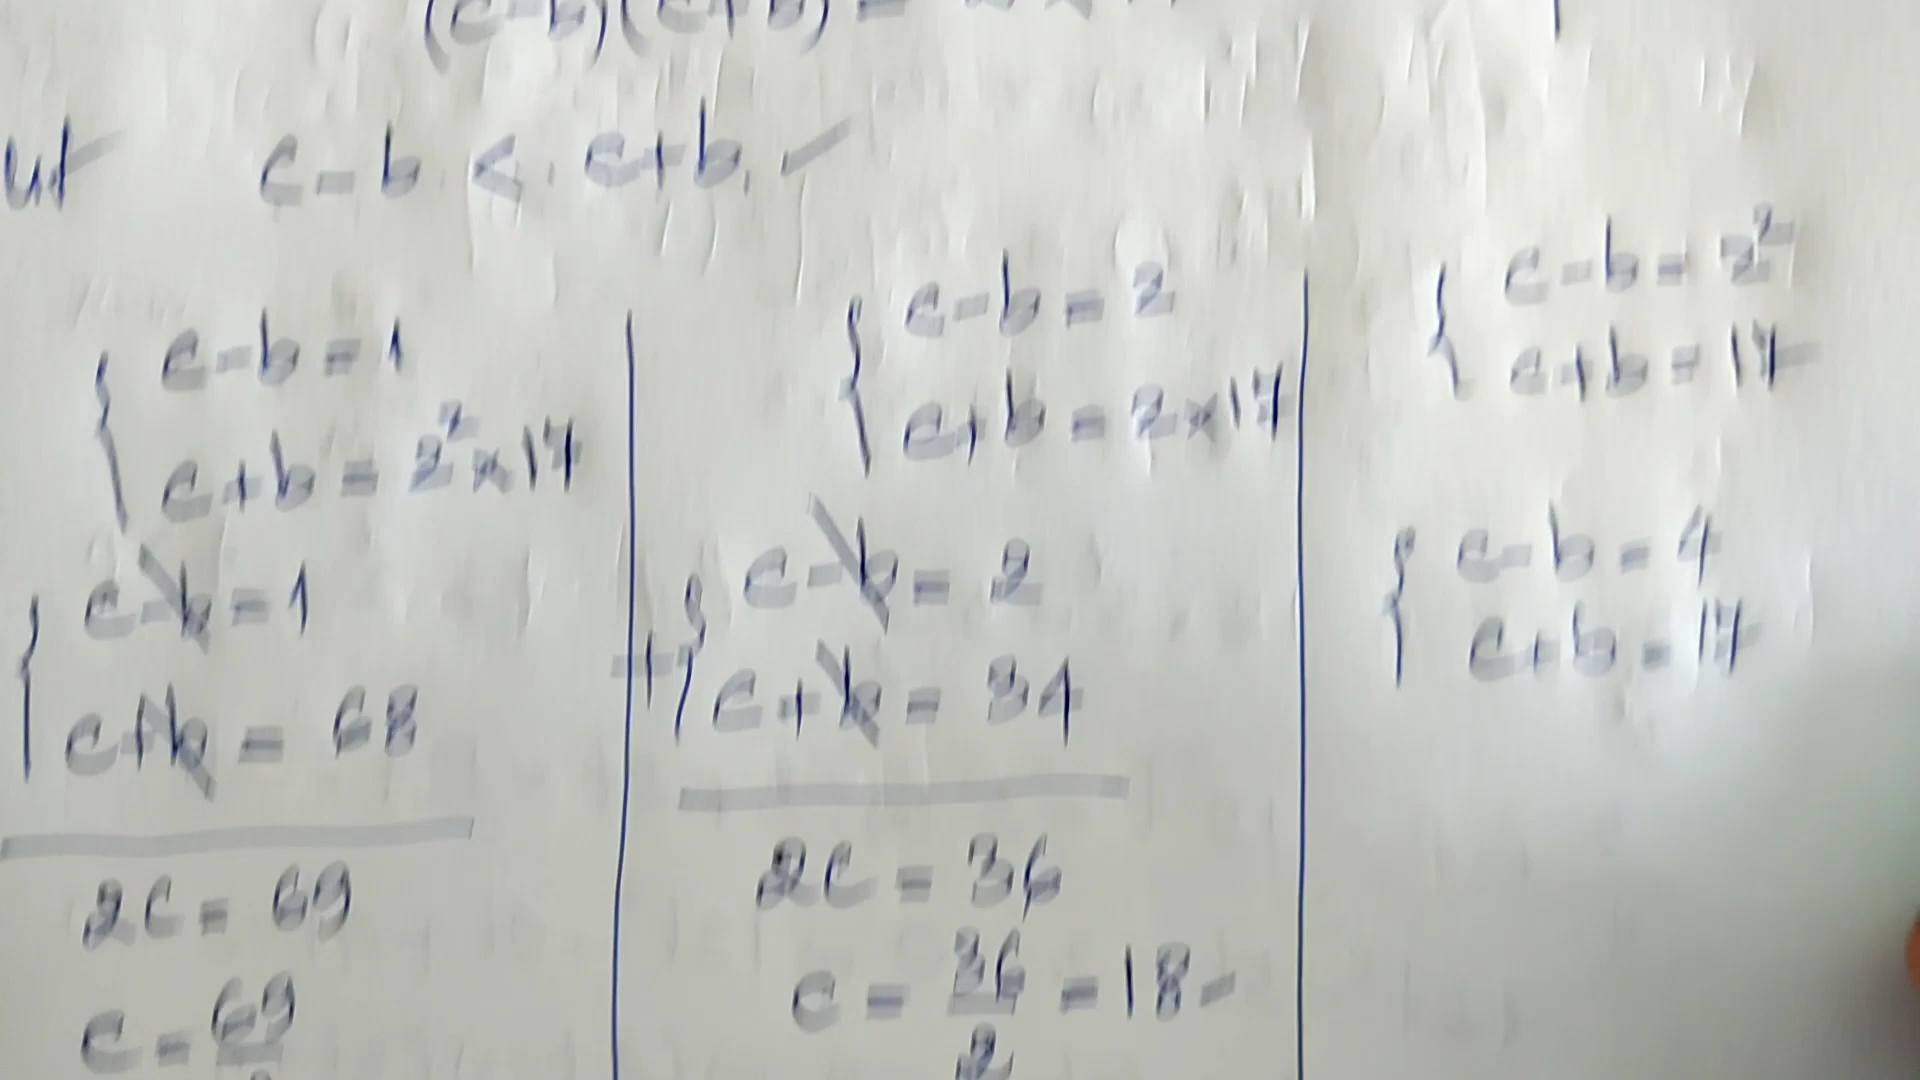 (c-b)(c+b) =
but c-b < c+b.
{ c-b = 1
c+b = 2² × 17
{ c-b = 1
c+b = 68
2c = 69
c = 69
{ c-b = 2
c+b = 2×17
+ { c-b = 2
c+b = 34
2c = 36
c = 36/2 = 18
{ c-b = 2²
c+b = 17
{ c-b = 4
c+b = 17